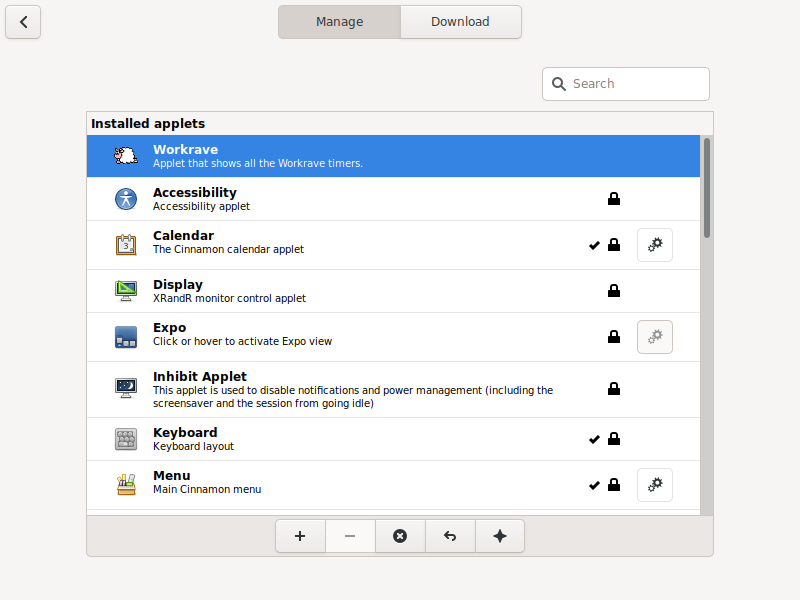 Manage
Download
Search
Installed applets
Workrave
Applet that shows all the Workrave timers.
Accessibility
Accessibility applet
3
Calendar
The Cinnamon calendar applet
Display
XRandR monitor control applet
Expo
Click or hover to activate Expo view
Inhibit Applet
This applet is used to disable notifications and power management (including the
screensaver and the session from going idle)
Keyboard
Keyboard layout
Menu
Main Cinnamon menu